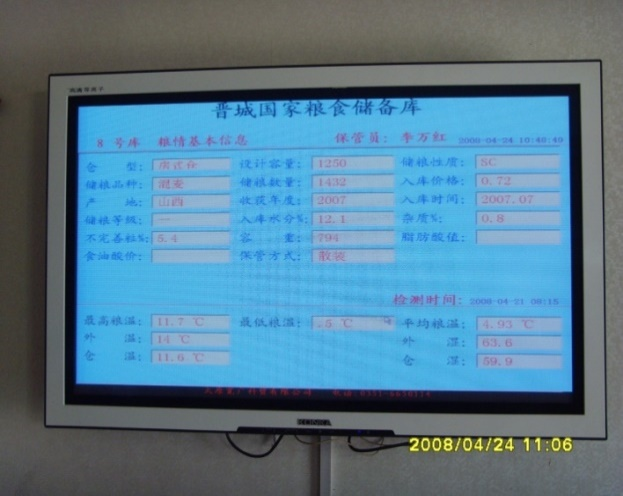 晋城国家粮食储备库
8 号库 粮情基本信息 保管员: 李万红 2008-04-24 10:48:49
仓 型: 房式仓 设计容量: 1250 储粮性质: SC
储粮品种: 混麦 储粮数量: 1432 入库价格: 0.72
产 地: 山西 收获年度: 2007 入库时间: 2007.07
储粮等级: 一 入库水分%: 12.1 杂质%: 0.8
不完善粒%: 5.4 容 重: 794 脂肪酸值:
食油酸价: 保管方式: 散装
检测时间: 2008-04-21 08:15
最高粮温: 11.7 ℃ 最低粮温: .5 ℃ 平均粮温: 4.93 ℃
外 温: 14 ℃ 外 湿: 63.6
仓 温: 11.6 ℃ 仓 湿: 59.9
科贸有限公司
KONKA
2008/04/24 11:06